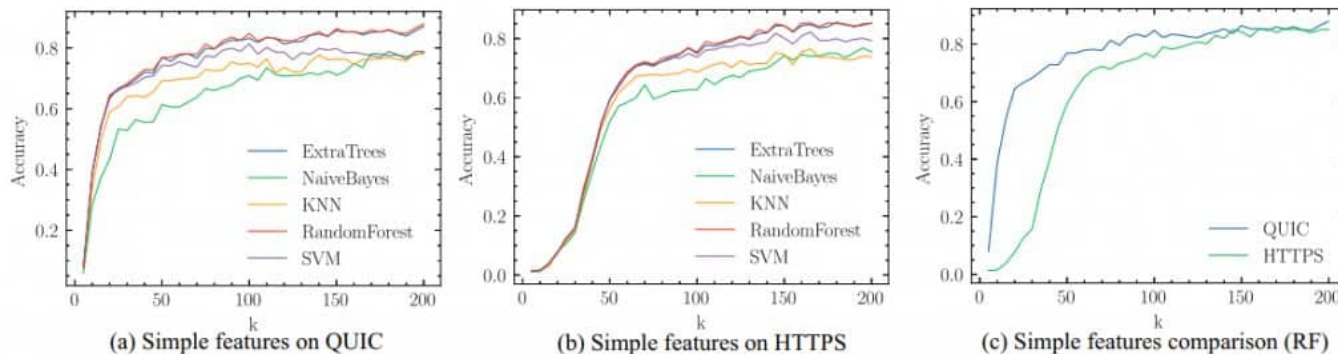 Accuracy
0.8
0.6
0.4
0.2
ExtraTrees
NaiveBayes
KNN
RandomForest
SVM
0 50 100 150 200
k
(a) Simple features on QUIC
Accuracy
0.8
0.6
0.4
0.2
0.0
ExtraTrees
NaiveBayes
KNN
RandomForest
SVM
0 50 100 150 200
k
(b) Simple features on HTTPS
Accuracy
0.8
0.6
0.4
0.2
0.0
QUIC
HTTPS
0 50 100 150 200
k
(c) Simple features comparison (RF)